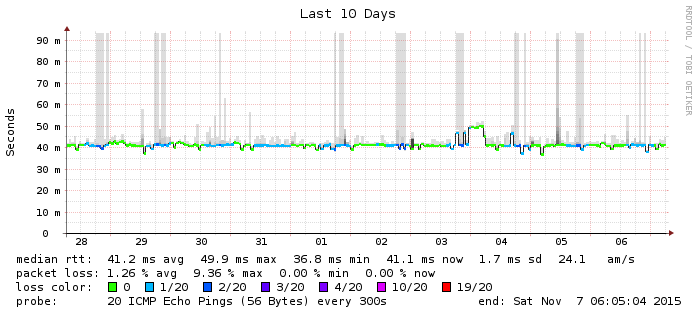 Last 10 Days
RRDTOOL / TOBI OETIKER
Seconds
90 m
80 m
70 m
60 m
50 m
40 m
30 m
20 m
10 m
0
28 29 30 31 01 02 03 04 05 06
median rtt: 41.2 ms avg 49.9 ms max 36.8 ms min 41.1 ms now 1.7 ms sd 24.1 am/s
packet loss: 1.26 % avg 9.36 % max 0.00 % min 0.00 % now
loss color: 0 1/20 2/20 3/20 4/20 10/20 19/20
probe: 20 ICMP Echo Pings (56 Bytes) every 300s end: Sat Nov 7 06:05:04 2015